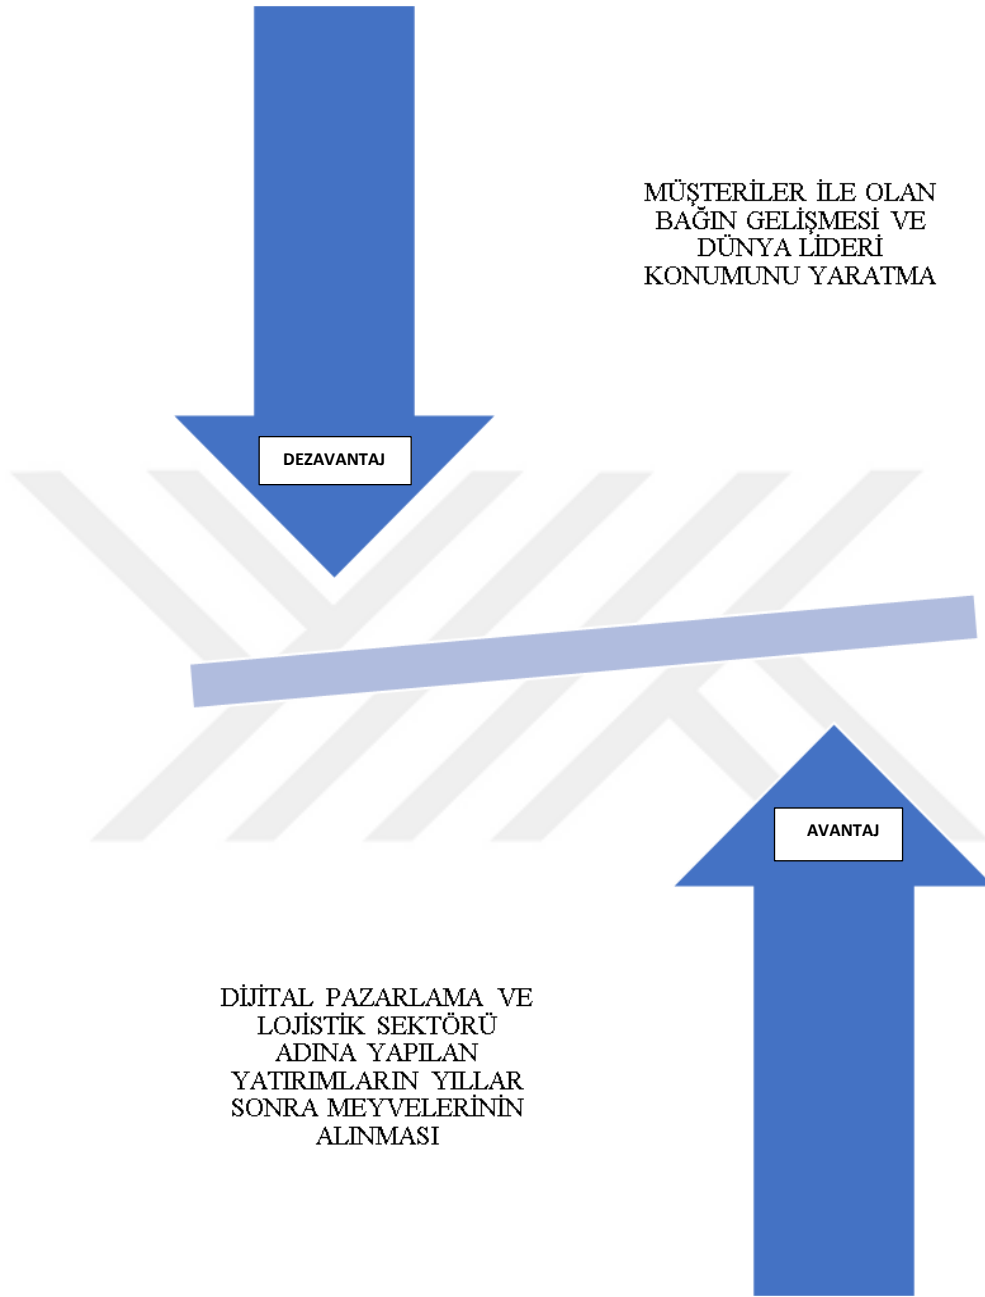 MÜŞTERİLER İLE OLAN
BAĞIN GELİŞMESİ VE
DÜNYA LİDERİ
KONUMUNU YARATMA
DEZAVANTAJ
AVANTAJ
DİJİTAL PAZARLAMA VE
LOJİSTİK SEKTÖRÜ
ADINA YAPILAN
YATIRIMLARIN YILLAR
SONRA MEYVELERİNİN
ALINMASI